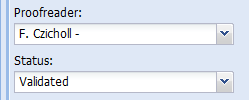 Proofreader:
F. Czicholl -
Status:
Validated